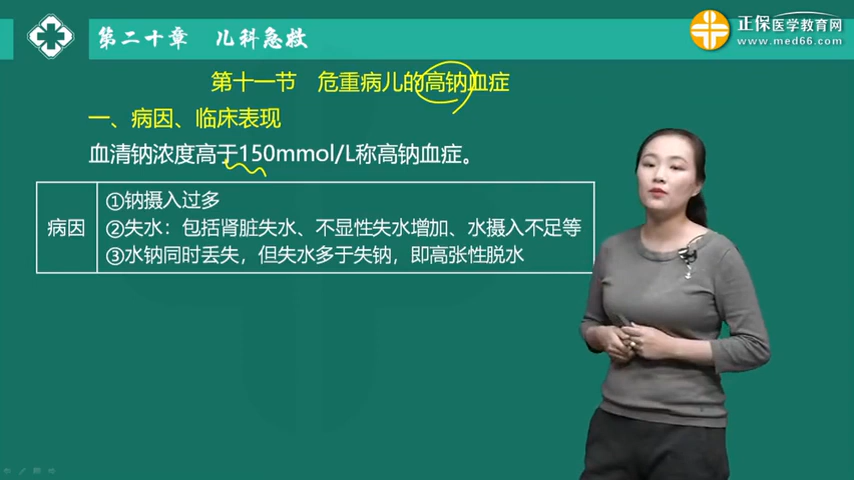 第二十章 儿科急救
正保医学教育网
www.med66.com
第十一节 危重病儿的高钠血症
一、病因、临床表现
血清钠浓度高于150mmol/L称高钠血症。
病因
①钠摄入过多
②失水：包括肾脏失水、不显性失水增加、水摄入不足等
③水钠同时丢失，但失水多于失钠，即高张性脱水